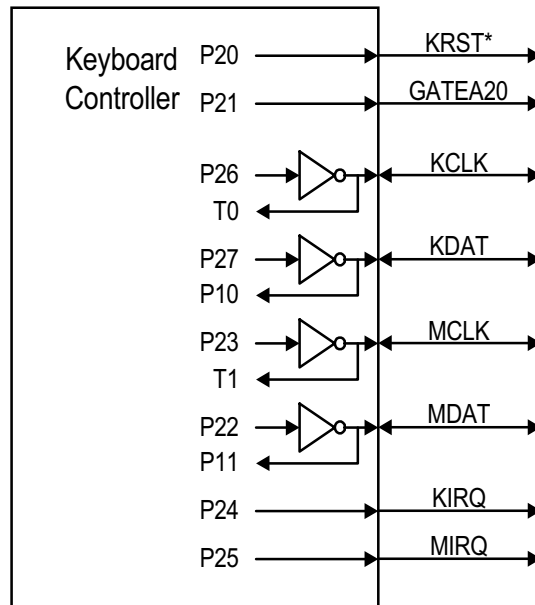 Keyboard
Controller
P20
KRST*
P21
GATEA20
P26
KCLK
T0
P27
KDAT
P10
P23
MCLK
T1
P22
MDAT
P11
P24
KIRQ
P25
MIRQ